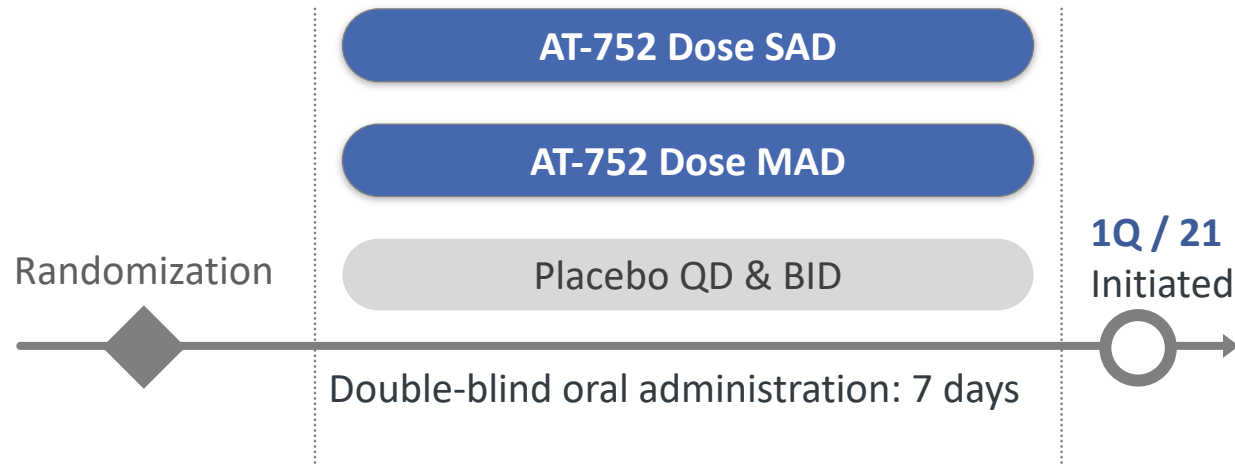 AT-752 Dose SAD
AT-752 Dose MAD
Placebo QD & BID
Randomization
1Q / 21
Initiated
Double-blind oral administration: 7 days